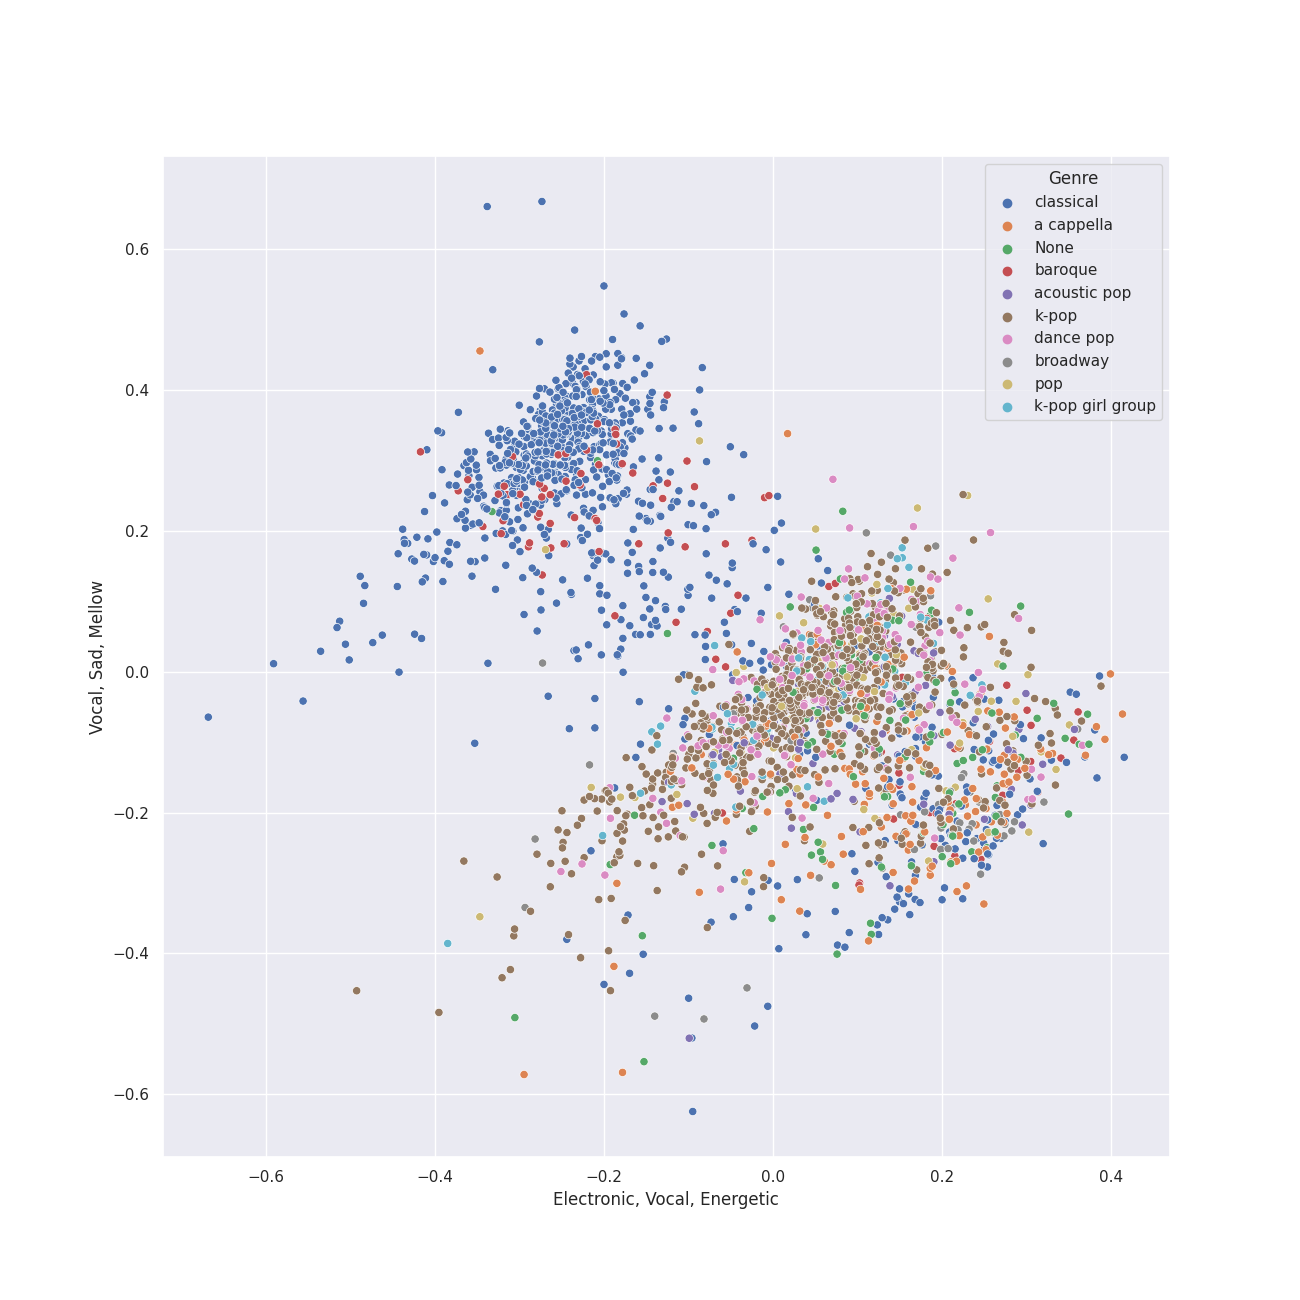 Genre
classical
a cappella
None
baroque
acoustic pop
k-pop
dance pop
broadway
pop
k-pop girl group
0.6
0.4
0.2
0.0
−0.2
−0.4
−0.6
Vocal, Sad, Mellow
−0.6 −0.4 −0.2 0.0 0.2 0.4
Electronic, Vocal, Energetic